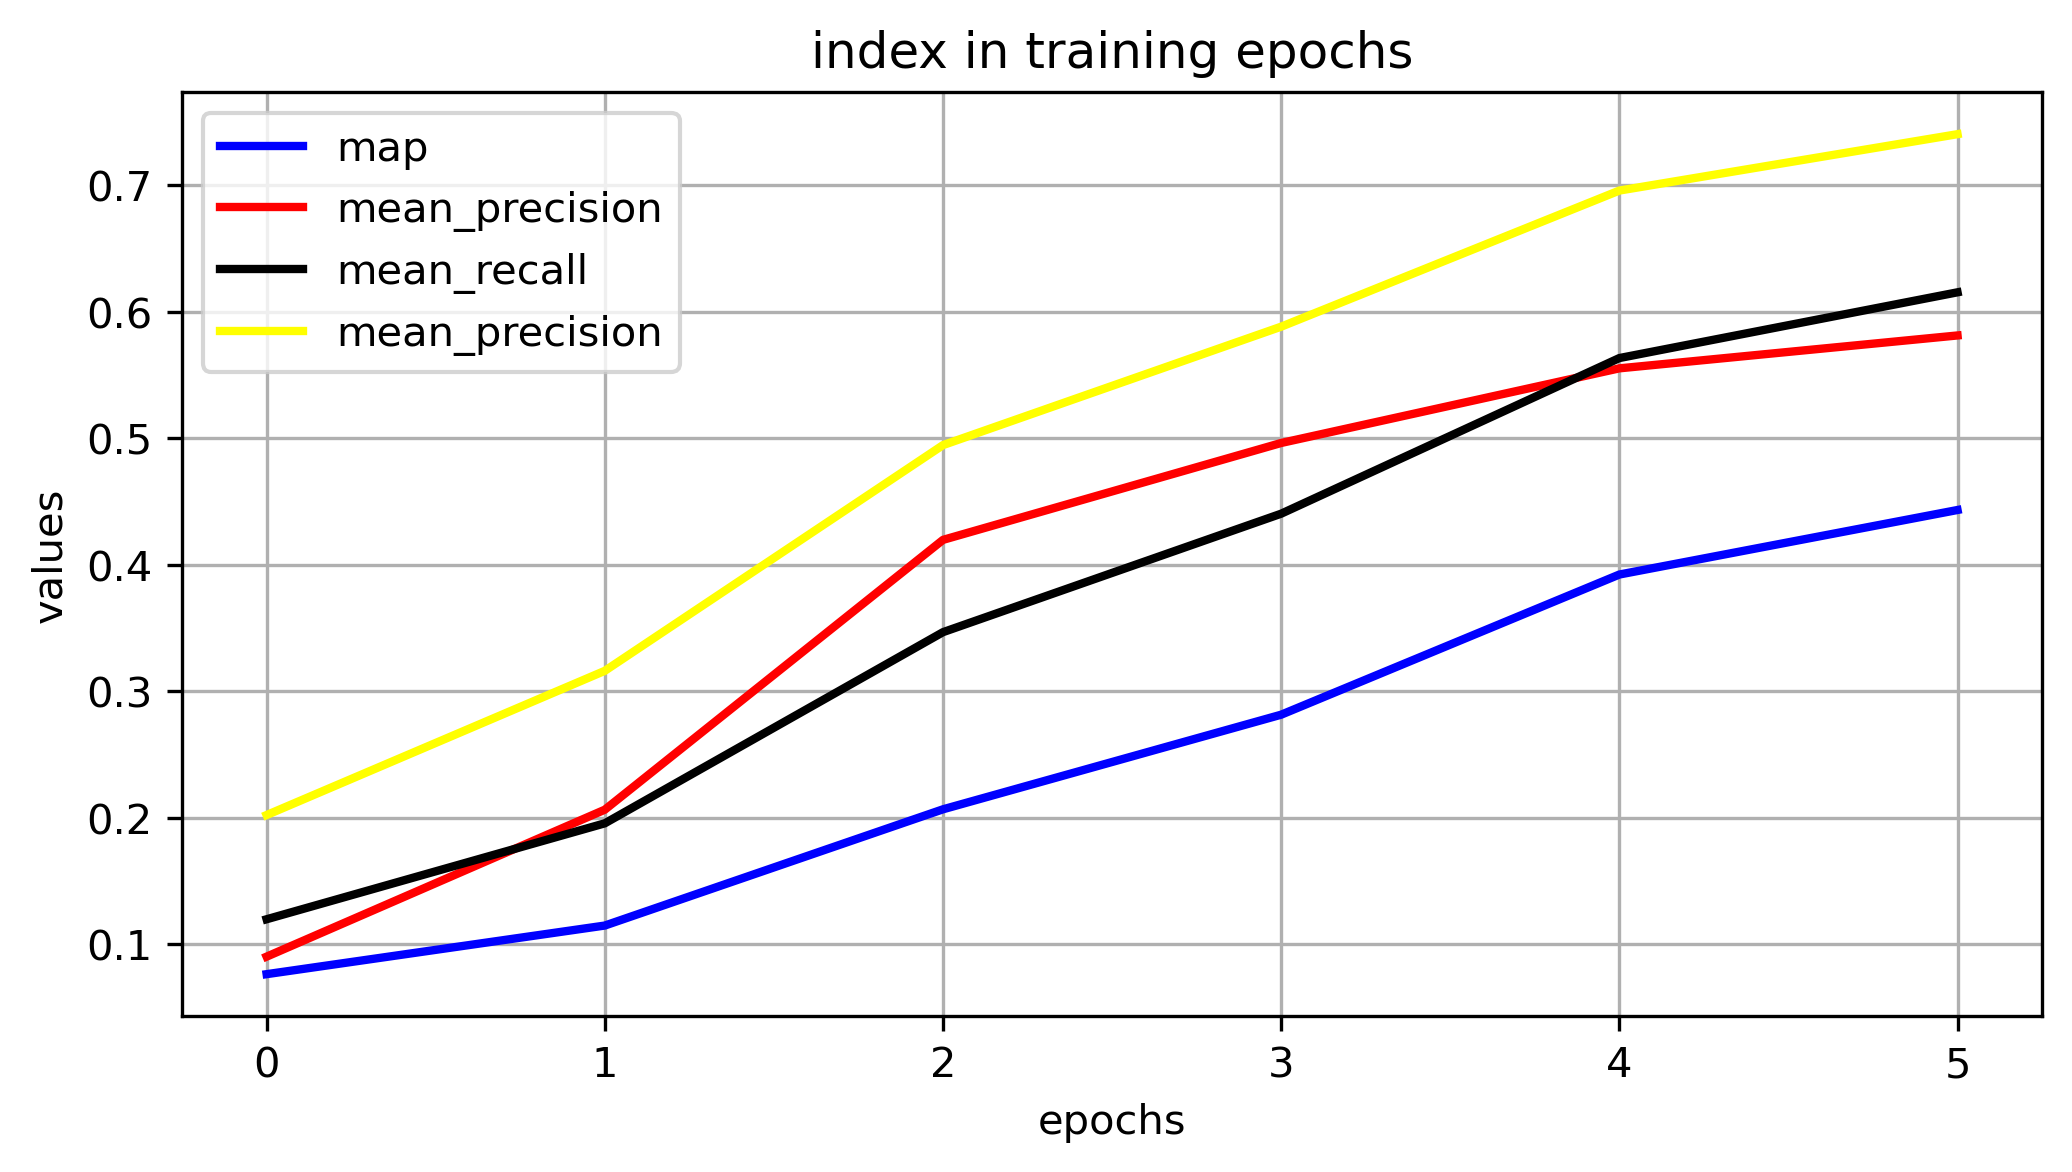 index in training epochs
map
mean_precision
mean_recall
mean_precision
0.7
0.6
0.5
0.4
0.3
0.2
0.1
values
0 1 2 3 4 5
epochs